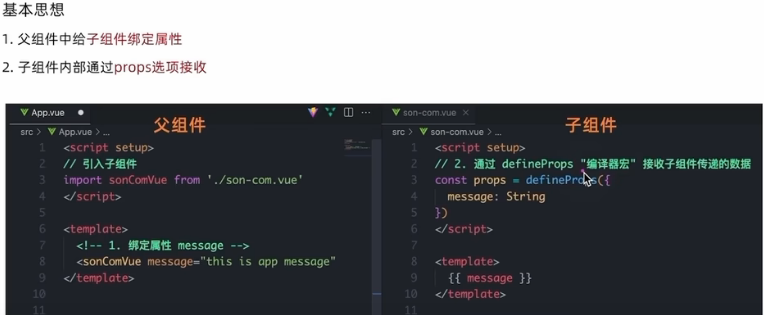 基本思想
1. 父组件中给子组件绑定属性
2. 子组件内部通过props选项接收
App.vue
父组件
src > App.vue > ...
1 <script setup>
2 // 引入子组件
3 import sonComVue from './son-com.vue'
4 </script>
5
6 <template>
7 <!-- 1. 绑定属性 message -->
8 <sonComVue message="this is app message"
9 </template>
10
son-com.vue
子组件
src > son-com.vue > ...
1 <script setup>
2 // 2. 通过 defineProps "编译器宏" 接收子组件传递的数据
3 const props = defineProps({
4 message: String
5 })
6 </script>
7
8 <template>
9 {{ message }}
10 </template>
11